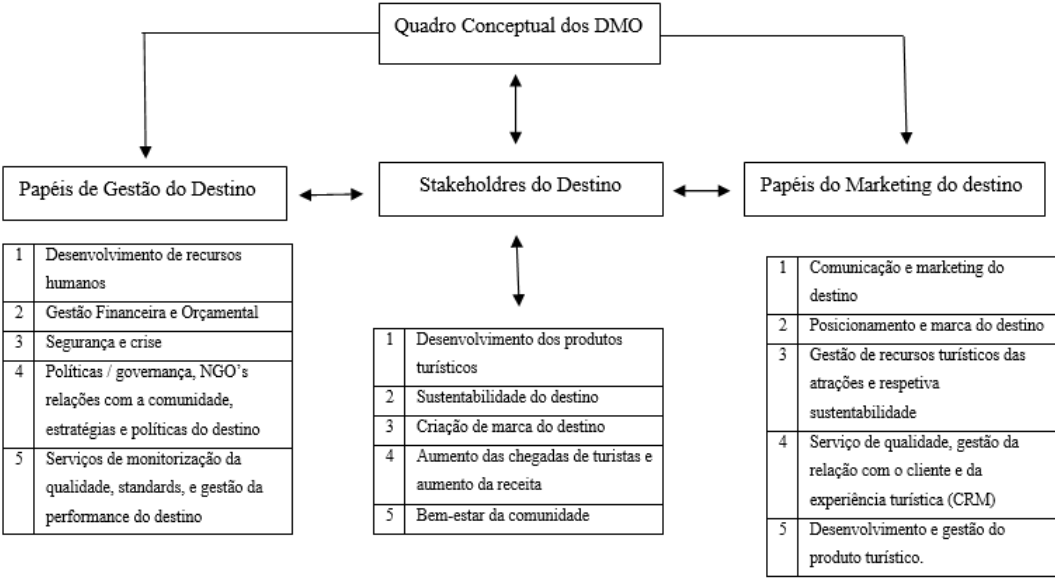 Quadro Conceptual dos DMO
Papéis de Gestão do Destino
Stakeholdres do Destino
Papéis do Marketing do destino
1 Desenvolvimento de recursos
humanos
2 Gestão Financeira e Orçamental
3 Segurança e crise
4 Políticas / governança, NGO’s
relações com a comunidade,
estratégias e políticas do destino
5 Serviços de monitorização da
qualidade, standards, e gestão da
performance do destino
1 Desenvolvimento dos produtos
turísticos
2 Sustentabilidade do destino
3 Criação de marca do destino
4 Aumento das chegadas de turistas e
aumento da receita
5 Bem-estar da comunidade
1 Comunicação e marketing do
destino
2 Posicionamento e marca do destino
3 Gestão de recursos turísticos das
atrações e respetiva
sustentabilidade
4 Serviço de qualidade, gestão da
relação com o cliente e da
experiência turística (CRM)
5 Desenvolvimento e gestão do
produto turístico.